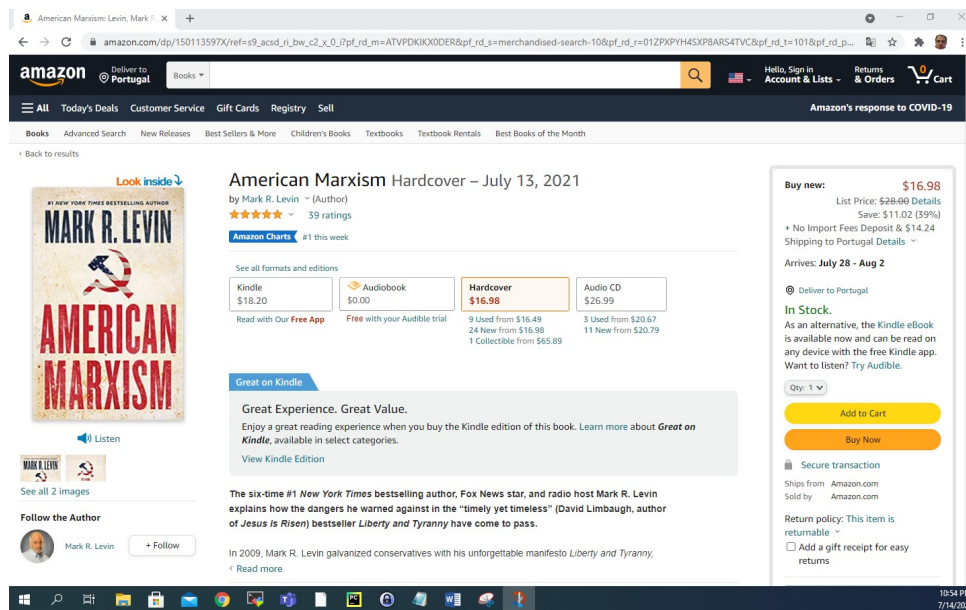 American Marxism: Levin, Mark R
amazon.com/dp/150113597X/ref=s9_acsd_ri_bw_c2_x_0_i?pf_rd_m=ATVPDKIKX0DER&pf_rd_s=merchandised-search-10&pf_rd_r=01ZPXPYH4SXP8ARS4TVC&pf_rd_t=101&pf_rd_p...
amazon
Deliver to
Portugal
Books
Hello, Sign in
Account & Lists
Returns
& Orders
0
Cart
All Today's Deals Customer Service Gift Cards Registry Sell
Amazon's response to COVID-19
Books Advanced Search New Releases Best Sellers & More Children's Books Textbooks Textbook Rentals Best Books of the Month
‹ Back to results
Look inside
#1 NEW YORK TIMES BESTSELLING AUTHOR
MARK R. LEVIN
AMERICAN
MARXISM
Listen
MARK R. LEVIN
See all 2 images
Follow the Author
Mark R. Levin
+ Follow
American Marxism Hardcover – July 13, 2021
by Mark R. Levin (Author)
39 ratings
Amazon Charts #1 this week
See all formats and editions
Kindle
$18.20
Read with Our Free App
Audiobook
$0.00
Free with your Audible trial
Hardcover
$16.98
9 Used from $16.49
24 New from $16.98
1 Collectible from $65.89
Audio CD
$26.99
3 Used from $20.67
11 New from $20.79
Great on Kindle
Great Experience. Great Value.
Enjoy a great reading experience when you buy the Kindle edition of this book. Learn more about Great on
Kindle, available in select categories.
View Kindle Edition
The six-time #1 New York Times bestselling author, Fox News star, and radio host Mark R. Levin
explains how the dangers he warned against in the “timely yet timeless” (David Limbaugh, author
of Jesus Is Risen) bestseller Liberty and Tyranny have come to pass.
In 2009, Mark R. Levin galvanized conservatives with his unforgettable manifesto Liberty and Tyranny,
‹ Read more
Buy new:
$16.98
List Price: $28.00 Details
Save: $11.02 (39%)
+ No Import Fees Deposit & $14.24
Shipping to Portugal Details
Arrives: July 28 - Aug 2
Deliver to Portugal
In Stock.
As an alternative, the Kindle eBook
is available now and can be read on
any device with the free Kindle app.
Want to listen? Try Audible.
Qty: 1
Add to Cart
Buy Now
Secure transaction
Ships from Amazon.com
Sold by Amazon.com
Return policy: This item is
returnable
Add a gift receipt for easy
returns
10:54 PM
7/14/20